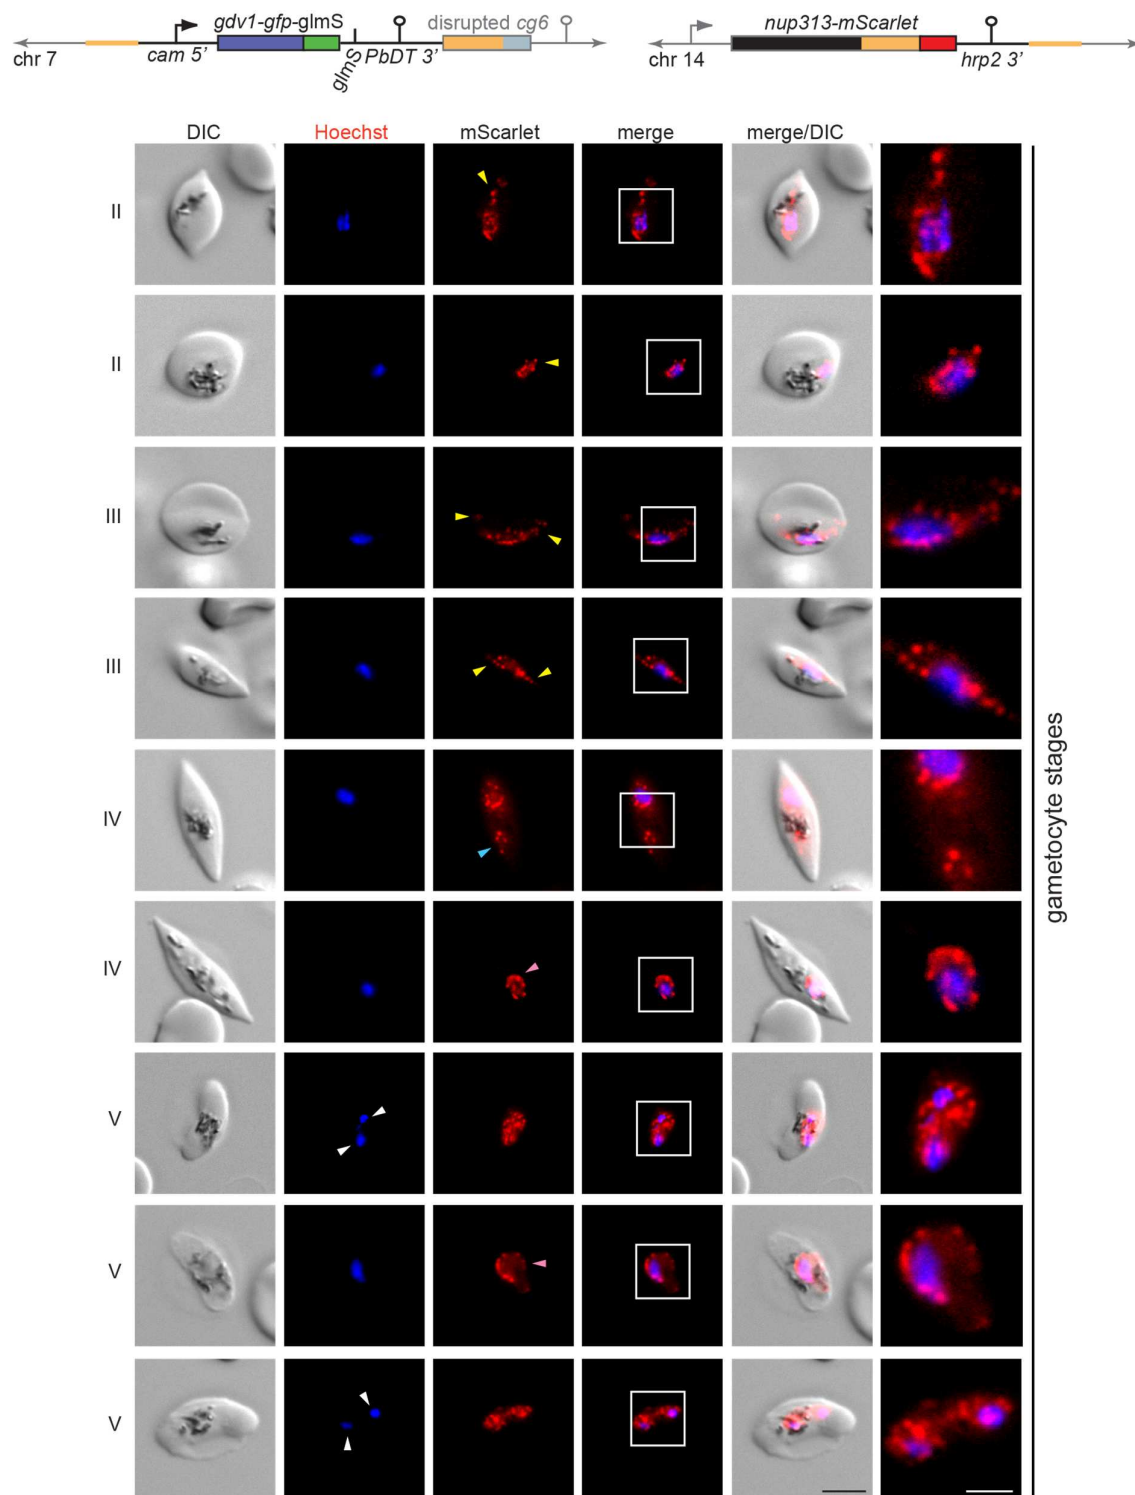 gdv1-gfp-glmS
disrupted cg6
nup313-mScarlet
chr 7
cam 5’
glmS
PbDT 3’
chr 14
hrp2 3’
DIC
Hoechst
mScarlet
merge
merge/DIC
II
II
III
III
IV
IV
V
V
V
gametocyte stages